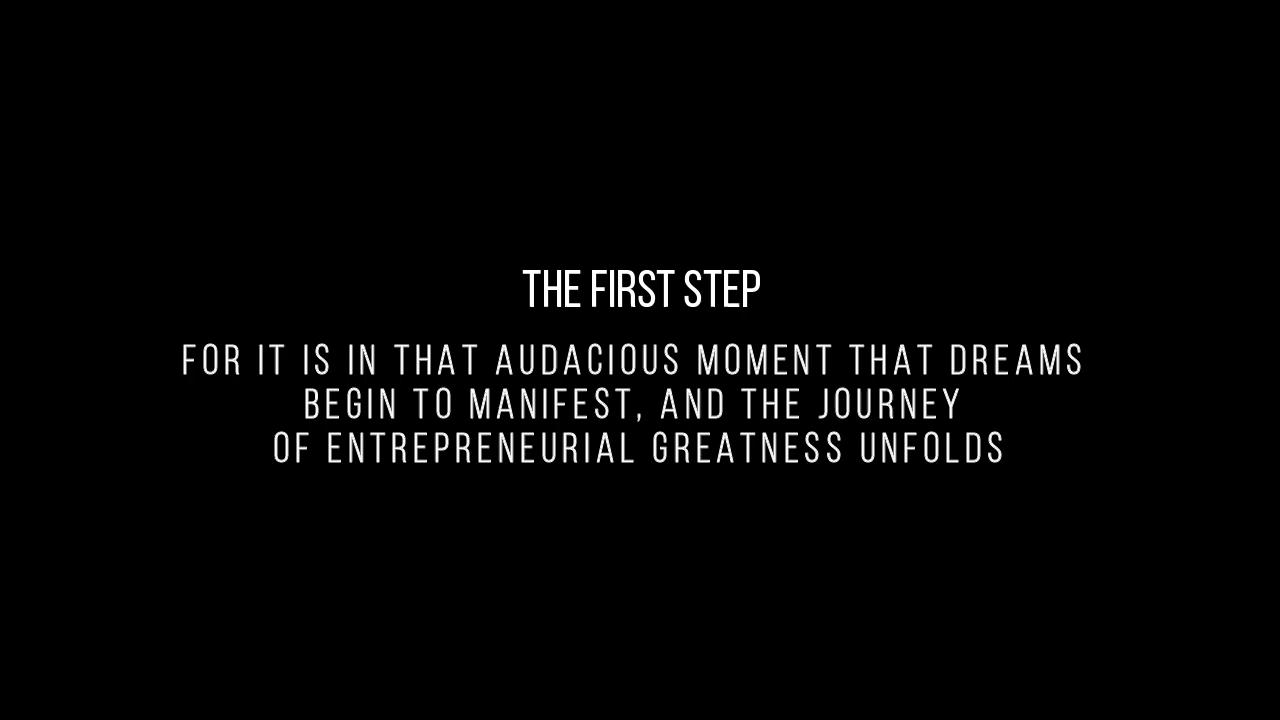 THE FIRST STEP
FOR IT IS IN THAT AUDACIOUS MOMENT THAT DREAMS
BEGIN TO MANIFEST, AND THE JOURNEY
OF ENTREPRENEURIAL GREATNESS UNFOLDS